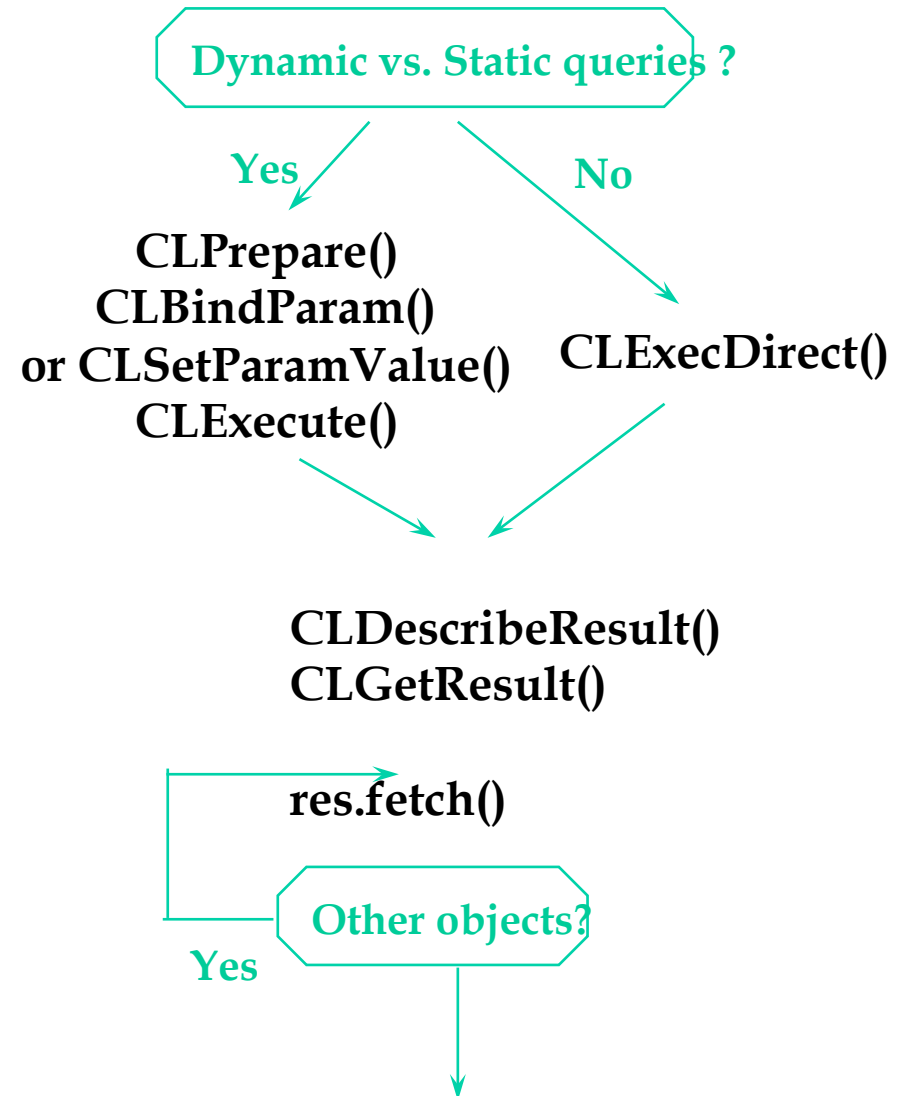 Dynamic vs. Static queries ?
Yes
No
CLPrepare()
CLBindParam()
or CLSetParamValue()
CLExecute()
CLExecDirect()
CLDescribeResult()
CLGetResult()
res.fetch()
Other objects?
Yes